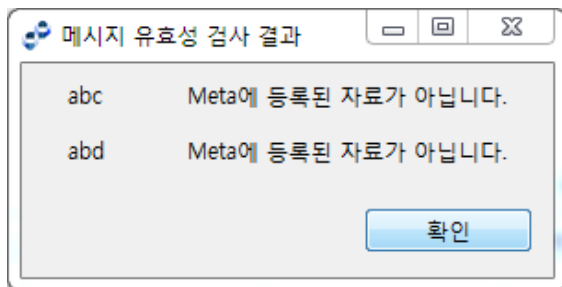 메시지 유효성 검사 결과
abc Meta에 등록된 자료가 아닙니다.
abd Meta에 등록된 자료가 아닙니다.
확인